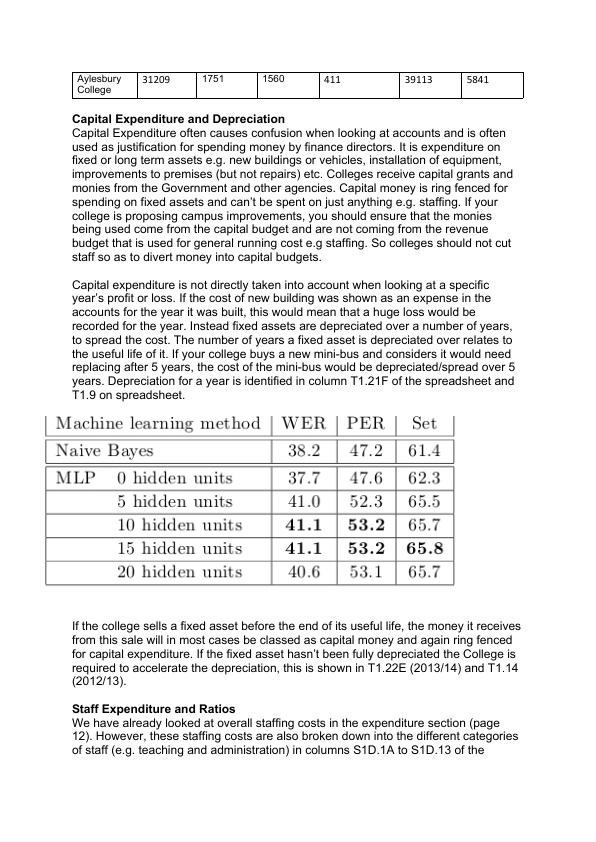 Aylesbury College 31209 1751 1560 411 39113 5841
Capital Expenditure and Depreciation
Capital Expenditure often causes confusion when looking at accounts and is often
used as justification for spending money by finance directors. It is expenditure on
fixed or long term assets e.g. new buildings or vehicles, installation of equipment,
improvements to premises (but not repairs) etc. Colleges receive capital grants and
monies from the Government and other agencies. Capital money is ring fenced for
spending on fixed assets and can't be spent on just anything e.g. staffing. If your
college is proposing campus improvements, you should ensure that the monies
being used come from the capital budget and are not coming from the revenue
budget that is used for general running cost e.g staffing. So colleges should not cut
staff so as to divert money into capital budgets.
Capital expenditure is not directly taken into account when looking at a specific
year's profit or loss. If the cost of new building was shown as an expense in the
accounts for the year it was built, this would mean that a huge loss would be
recorded for the year. Instead fixed assets are depreciated over a number of years,
to spread the cost. The number of years a fixed asset is depreciated over relates to
the useful life of it. If your college buys a new mini-bus and considers it would need
replacing after 5 years, the cost of the mini-bus would be depreciated/spread over 5
years. Depreciation for a year is identified in column T1.21F of the spreadsheet and
T1.9 on spreadsheet.
Machine learning method WER PER Set
Naive Bayes 38.2 47.2 61.4
MLP 0 hidden units 37.7 47.6 62.3
5 hidden units 41.0 52.3 65.5
10 hidden units 41.1 53.2 65.7
15 hidden units 41.1 53.2 65.8
20 hidden units 40.6 53.1 65.7
If the college sells a fixed asset before the end of its useful life, the money it receives
from this sale will in most cases be classed as capital money and again ring fenced
for capital expenditure. If the fixed asset hasn't been fully depreciated the College is
required to accelerate the depreciation, this is shown in T1.22E (2013/14) and T1.14
(2012/13).
Staff Expenditure and Ratios
We have already looked at overall staffing costs in the expenditure section (page
12). However, these staffing costs are also broken down into the different categories
of staff (e.g. teaching and administration) in columns S1D.1A to S1D.13 of the